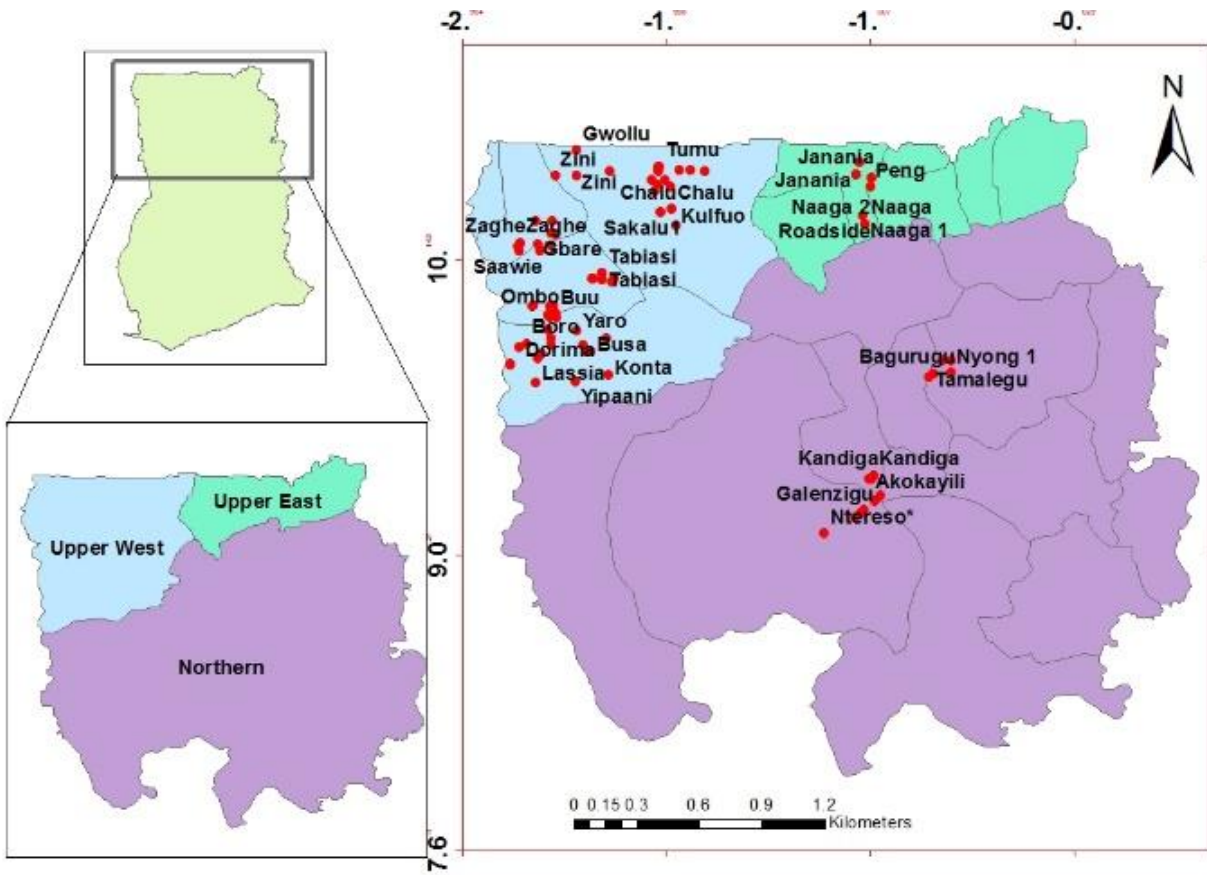 -2.
-1.
-1.
-0.
N
Gwollu
Zini
Zini
Tumu
Chalu Chalu
Kulfuo
Sakalu 1
Zaghe Zaghe
Gbare
Saawie
Tabiasi
Tabiasi
Ombo Buu
Boro
Yaro
Dorima
Busa
Lassia
Konta
Yipaani
Janania
Janania
Peng
Naaga 2 Naaga
Roadside Naaga 1
Bagurugu Nyong 1
Tamalegu
Kandiga Kandiga
Akokayili
Galenzigu
Ntereso*
10.
9.0
7.6
Upper East
Upper West
Northern
0 0.15 0.3 0.6 0.9 1.2
Kilometers